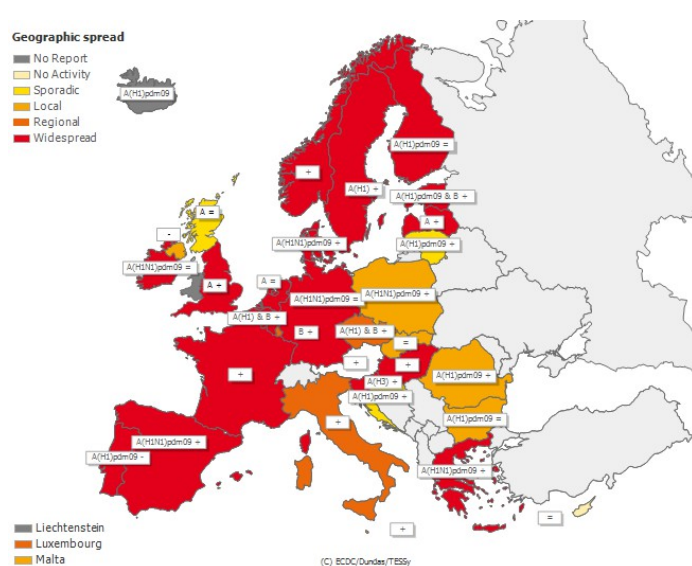 Geographic spread
No Report
No Activity
Sporadic
Local
Regional
Widespread
A(H1)pdm09
A(H1)pdm09 =
+
A(H1) +
A(H1)pdm09 & B +
A =
A +
-
A(H1N1)pdm09 +
A(H1)pdm09 +
A(H1N1)pdm09 =
A =
A +
A(H1N1)pdm09 =
A(H1N1)pdm09 +
A(H1) & B +
B +
A(H1) & B +
=
+
+
+
A(H3) +
A(H1)pdm09 +
A(H1)pdm09 +
+
A(H1)pdm09 =
A(H1N1)pdm09 +
A(H1)pdm09 -
A(H1N1)pdm09 +
=
+
Liechtenstein
Luxembourg
Malta
(C) ECDC/Dundas/TESSy